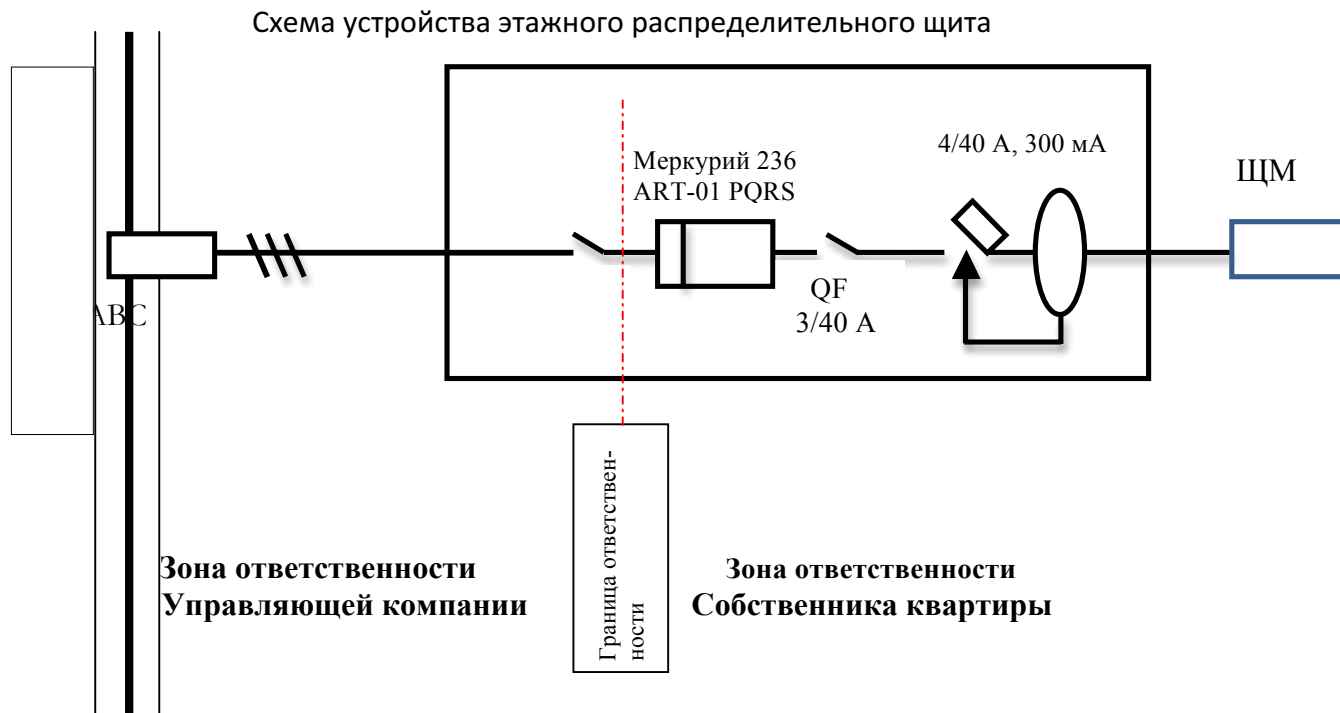 Схема устройства этажного распределительного щита
4/40 А, 300 мА
Меркурий 236
ART-01 PQRS
ЩМ
АВС
QF
3/40 А
Граница ответствен-
ности
Зона ответственности
Управляющей компании
Зона ответственности
Собственника квартиры